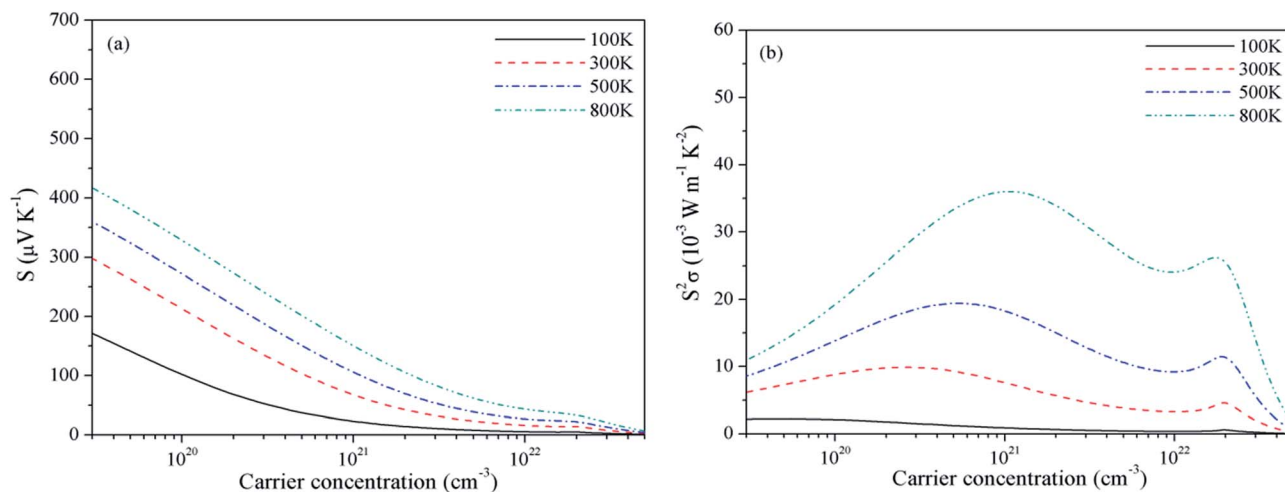 (a)
100K
300K
500K
800K
700
600
500
400
300
200
100
0
S (μV K⁻¹)
10²⁰ 10²¹ 10²²
Carrier concentration (cm⁻³)
(b)
100K
300K
500K
800K
60
50
40
30
20
10
0
S²σ (10⁻³ W m⁻¹ K⁻²)
10²⁰ 10²¹ 10²²
Carrier concentration (cm⁻³)